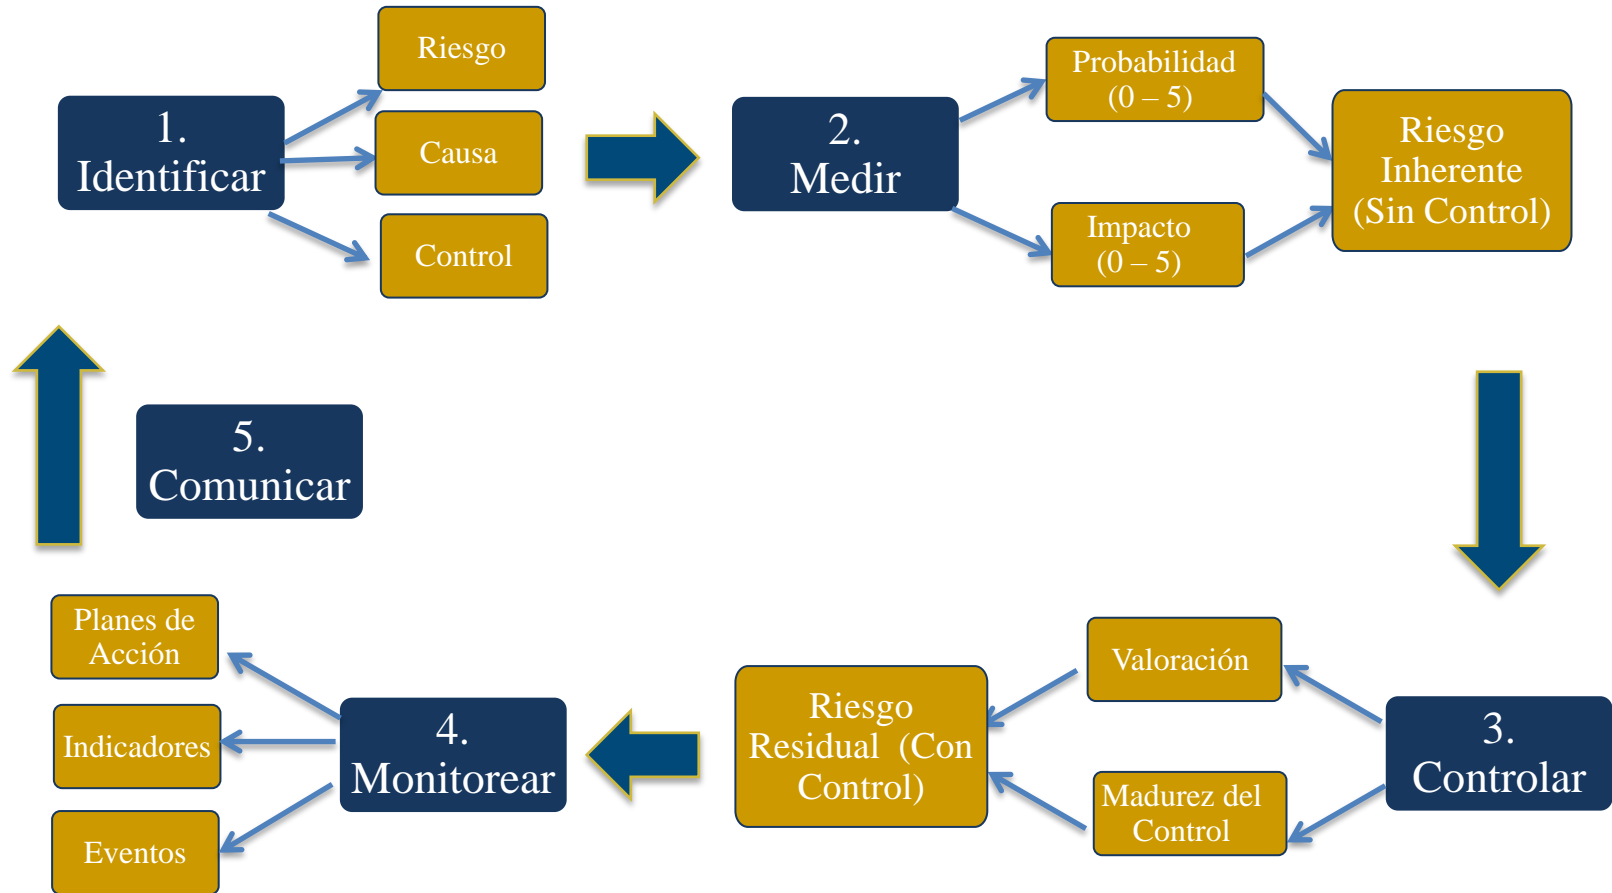 1.
Identificar
Riesgo
Causa
Control
2.
Medir
Probabilidad
(0 – 5)
Impacto
(0 – 5)
Riesgo
Inherente
(Sin Control)
3.
Controlar
Valoración
Madurez del
Control
Riesgo
Residual (Con
Control)
4.
Monitorear
Planes de
Acción
Indicadores
Eventos
5.
Comunicar